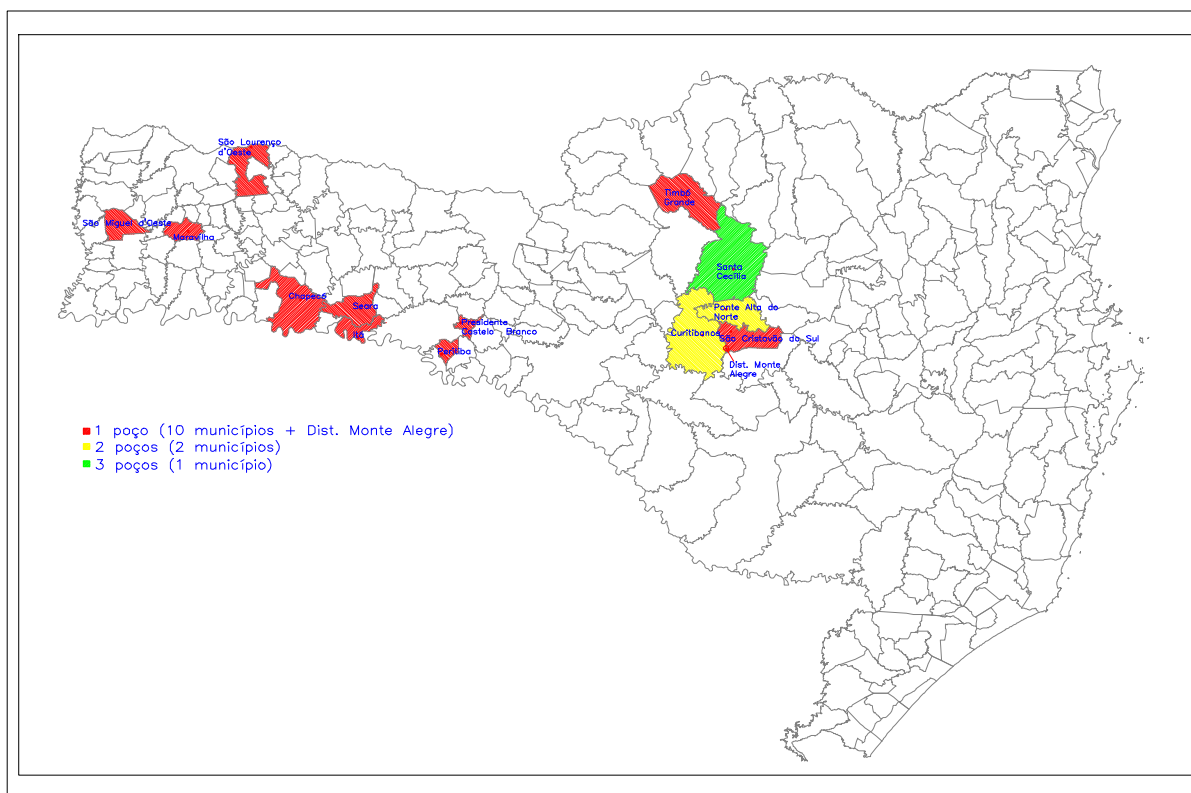 São Lourenço
d'Oeste
Timbó
Grande
São Miguel d'Oeste
Maravilha
Santa
Cecília
Chapecó
Seara
Ponte Alta do
Norte
Presidente
Castelo Branco
Curitibanos
São Cristovão do Sul
Itá
Peritiba
Dist. Monte
Alegre
1 poço (10 municípios + Dist. Monte Alegre)
2 poços (2 municípios)
3 poços (1 município)